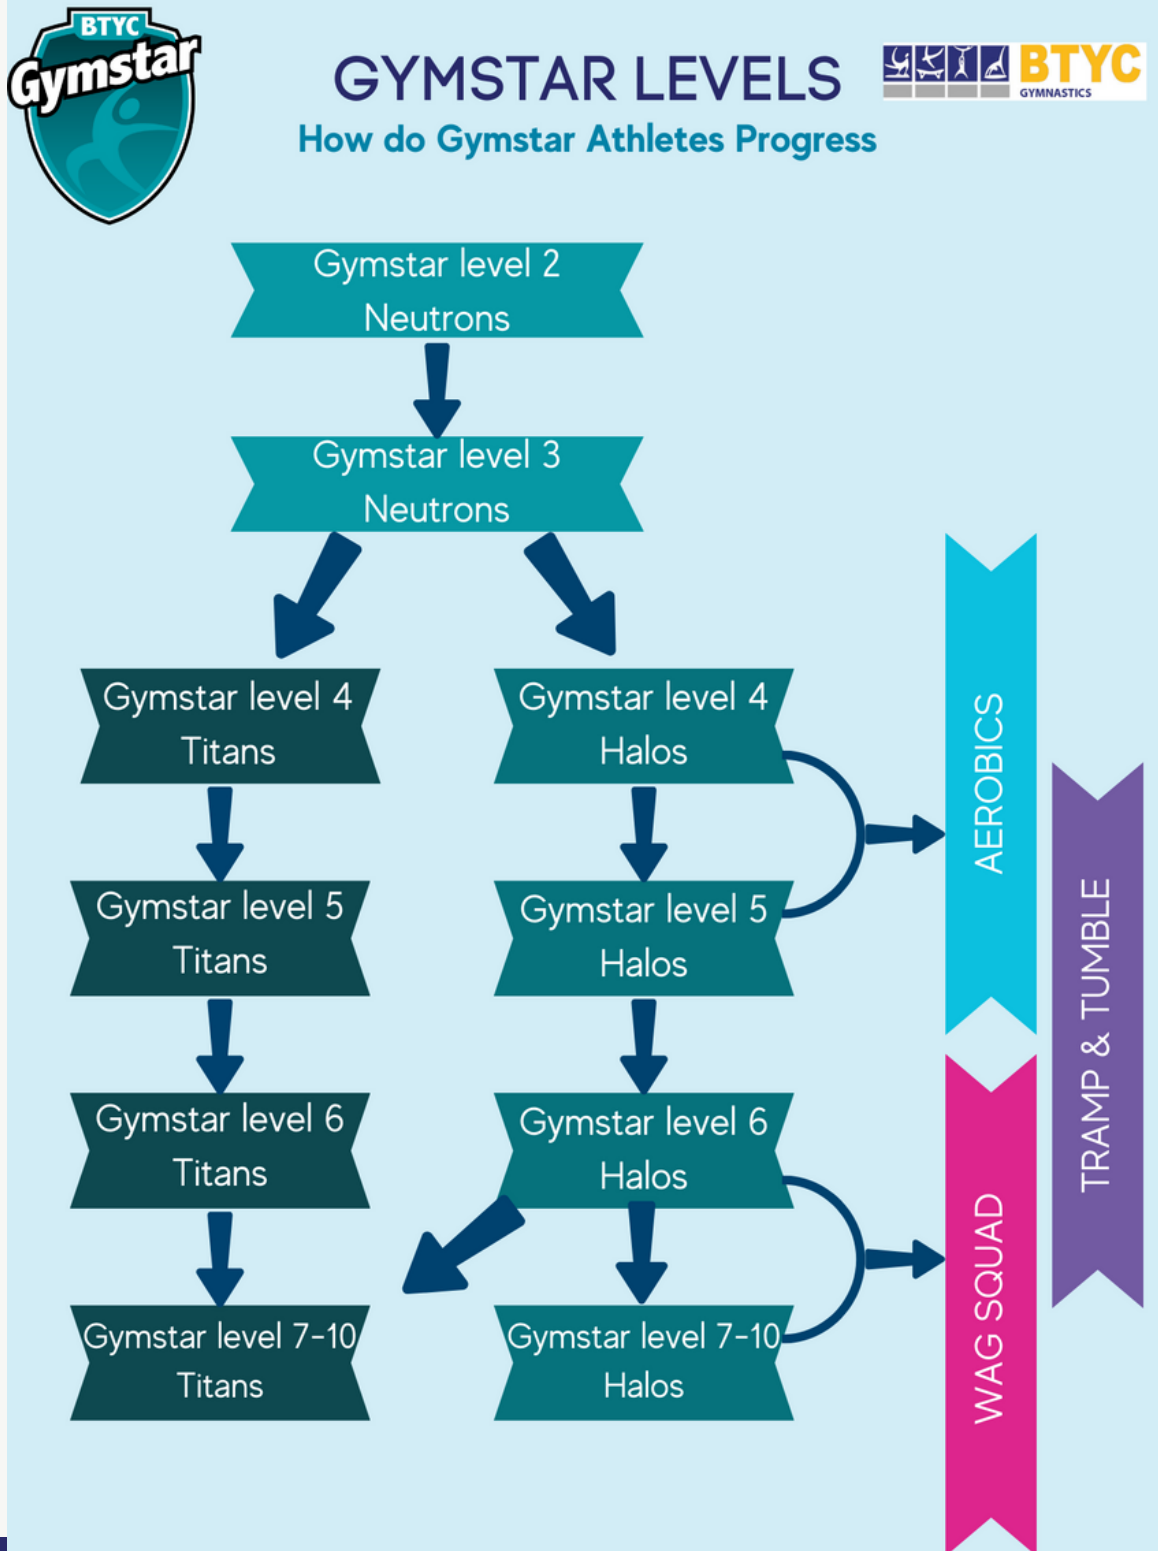 BTYC
Gymstar
GYMSTAR LEVELS
How do Gymstar Athletes Progress
BTYC
GYMNASTICS
Gymstar level 2
Neutrons
Gymstar level 3
Neutrons
Gymstar level 4
Titans
Gymstar level 4
Halos
Gymstar level 5
Titans
Gymstar level 5
Halos
Gymstar level 6
Titans
Gymstar level 6
Halos
Gymstar level 7-10
Titans
Gymstar level 7-10
Halos
AEROBICS
TRAMP & TUMBLE
WAG SQUAD